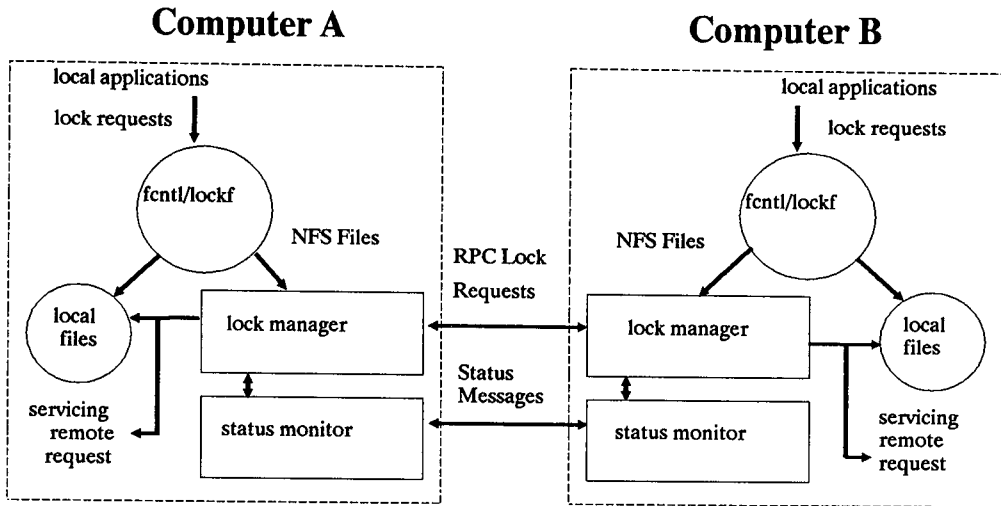 Computer A
local applications
lock requests
fcntl/lockf
NFS Files
local
files
lock manager
servicing
remote
request
status monitor
RPC Lock
Requests
Status
Messages
Computer B
local applications
lock requests
fcntl/lockf
NFS Files
lock manager
local
files
status monitor
servicing
remote
request